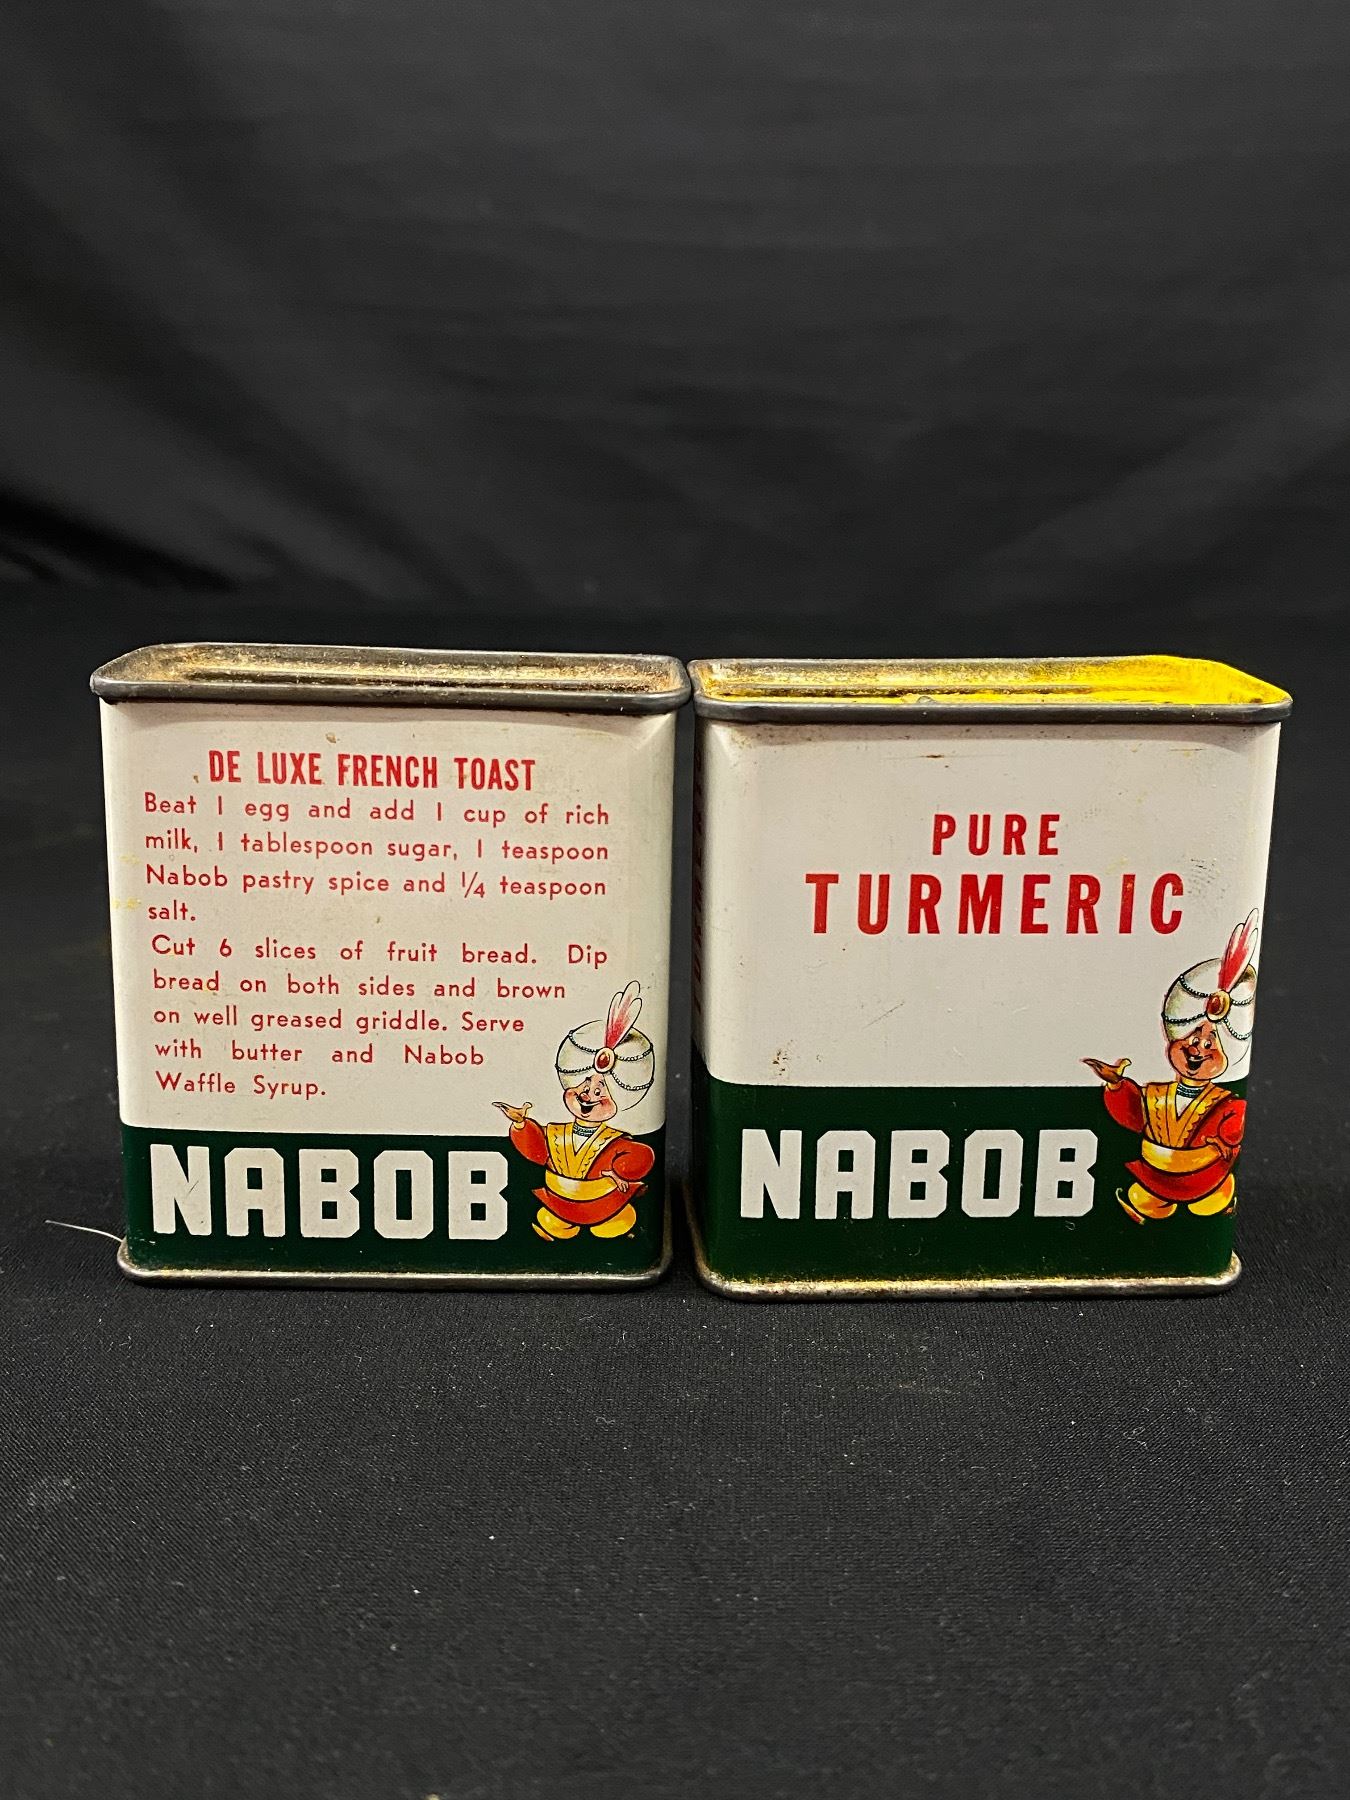 DE LUXE FRENCH TOAST
Beat 1 egg and add 1 cup of rich
milk, 1 tablespoon sugar, 1 teaspoon
Nabob pastry spice and 1/4 teaspoon
salt.
Cut 6 slices of fruit bread. Dip
bread on both sides and brown
on well greased griddle. Serve
with butter and Nabob
Waffle Syrup.
NABOB
PURE
TURMERIC
NABOB